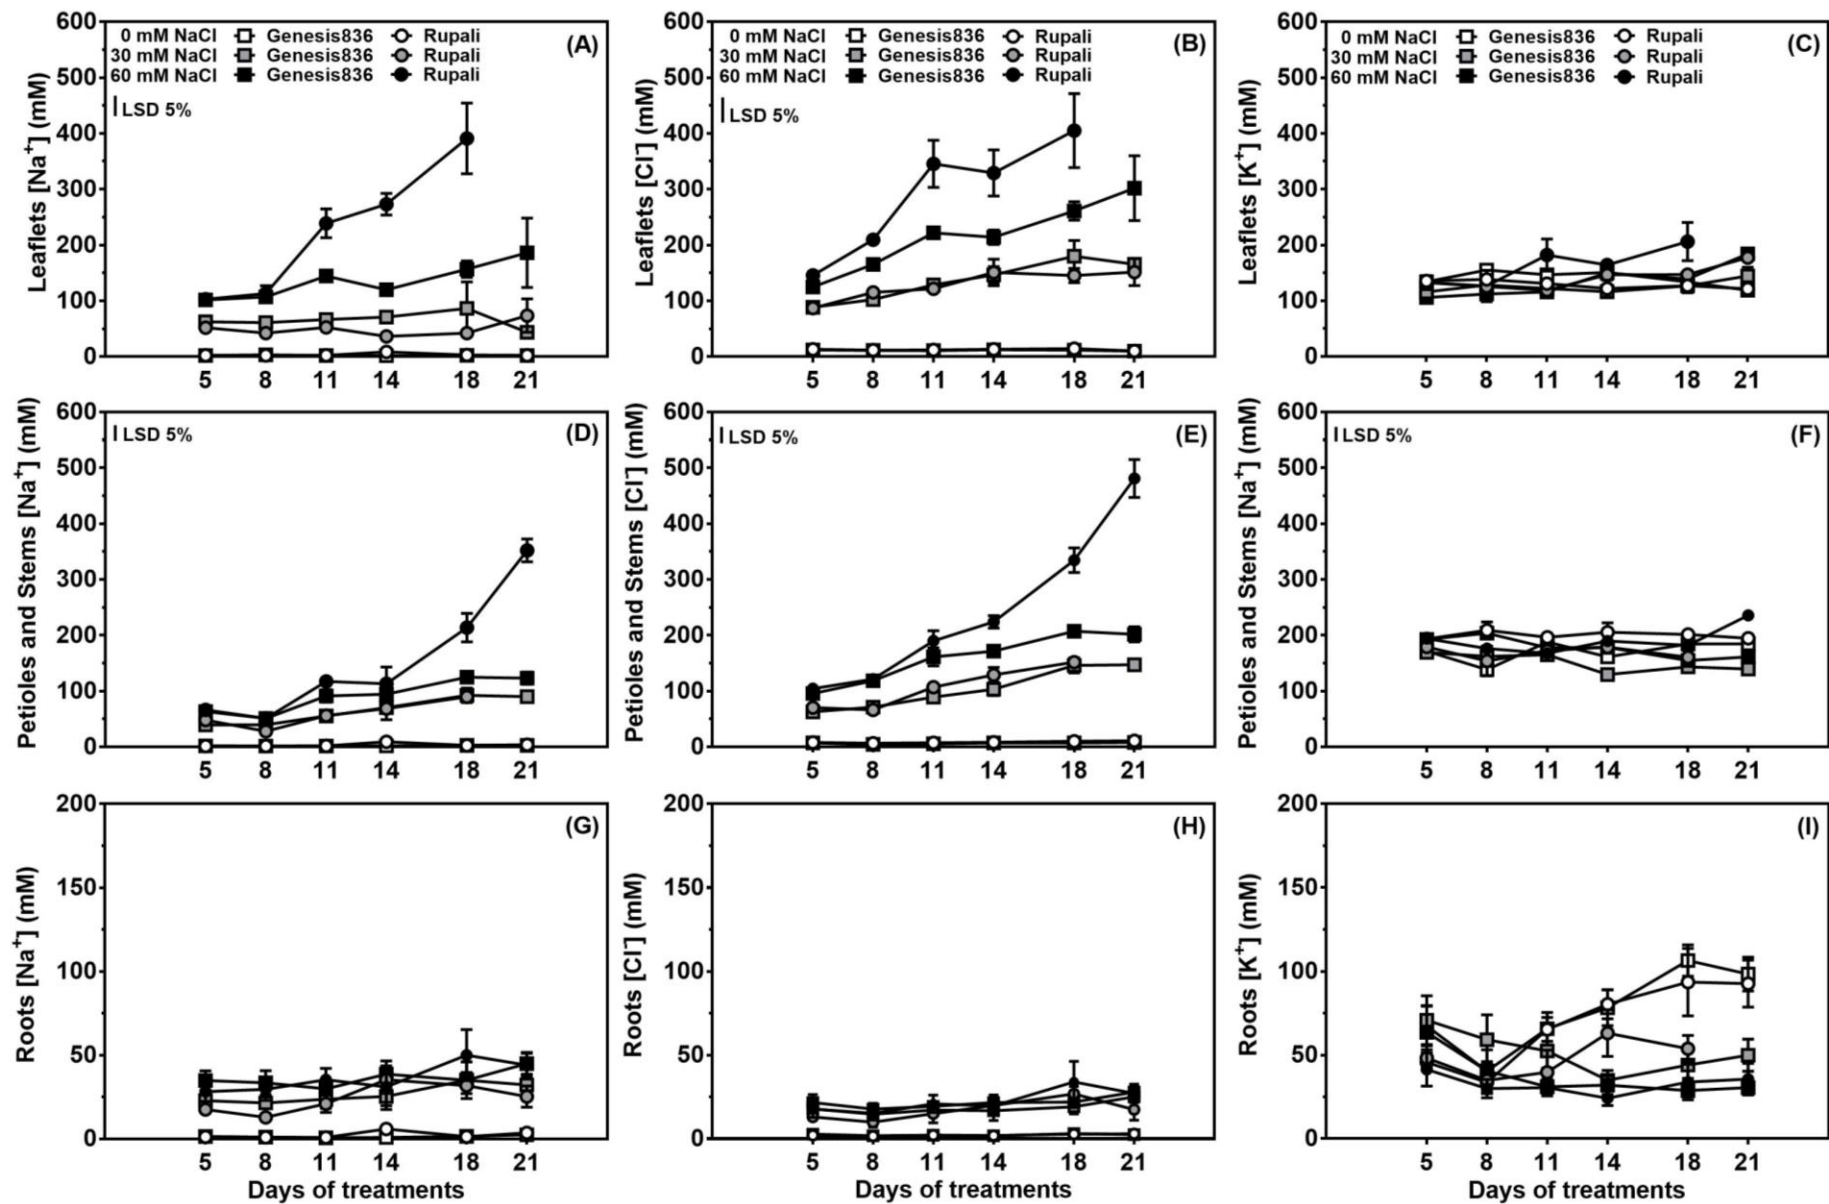 600
500
400
300
200
100
0
Leaflets [Na+] (mM)
0 mM NaCl Genesis836 Rupali
30 mM NaCl Genesis836 Rupali
60 mM NaCl Genesis836 Rupali
(A)
LSD 5%
5 8 11 14 18 21
600
500
400
300
200
100
0
Leaflets [Cl-] (mM)
0 mM NaCl Genesis836 Rupali
30 mM NaCl Genesis836 Rupali
60 mM NaCl Genesis836 Rupali
(B)
LSD 5%
5 8 11 14 18 21
600
500
400
300
200
100
0
Leaflets [K+] (mM)
0 mM NaCl Genesis836 Rupali
30 mM NaCl Genesis836 Rupali
60 mM NaCl Genesis836 Rupali
(C)
5 8 11 14 18 21
600
500
400
300
200
100
0
Petioles and Stems [Na+] (mM)
LSD 5%
(D)
5 8 11 14 18 21
600
500
400
300
200
100
0
Petioles and Stems [Cl-] (mM)
LSD 5%
(E)
5 8 11 14 18 21
600
500
400
300
200
100
0
Petioles and Stems [Na+] (mM)
LSD 5%
(F)
5 8 11 14 18 21
200
150
100
50
0
Roots [Na+] (mM)
(G)
5 8 11 14 18 21
Days of treatments
200
150
100
50
0
Roots [Cl-] (mM)
(H)
5 8 11 14 18 21
Days of treatments
200
150
100
50
0
Roots [K+] (mM)
(I)
5 8 11 14 18 21
Days of treatments